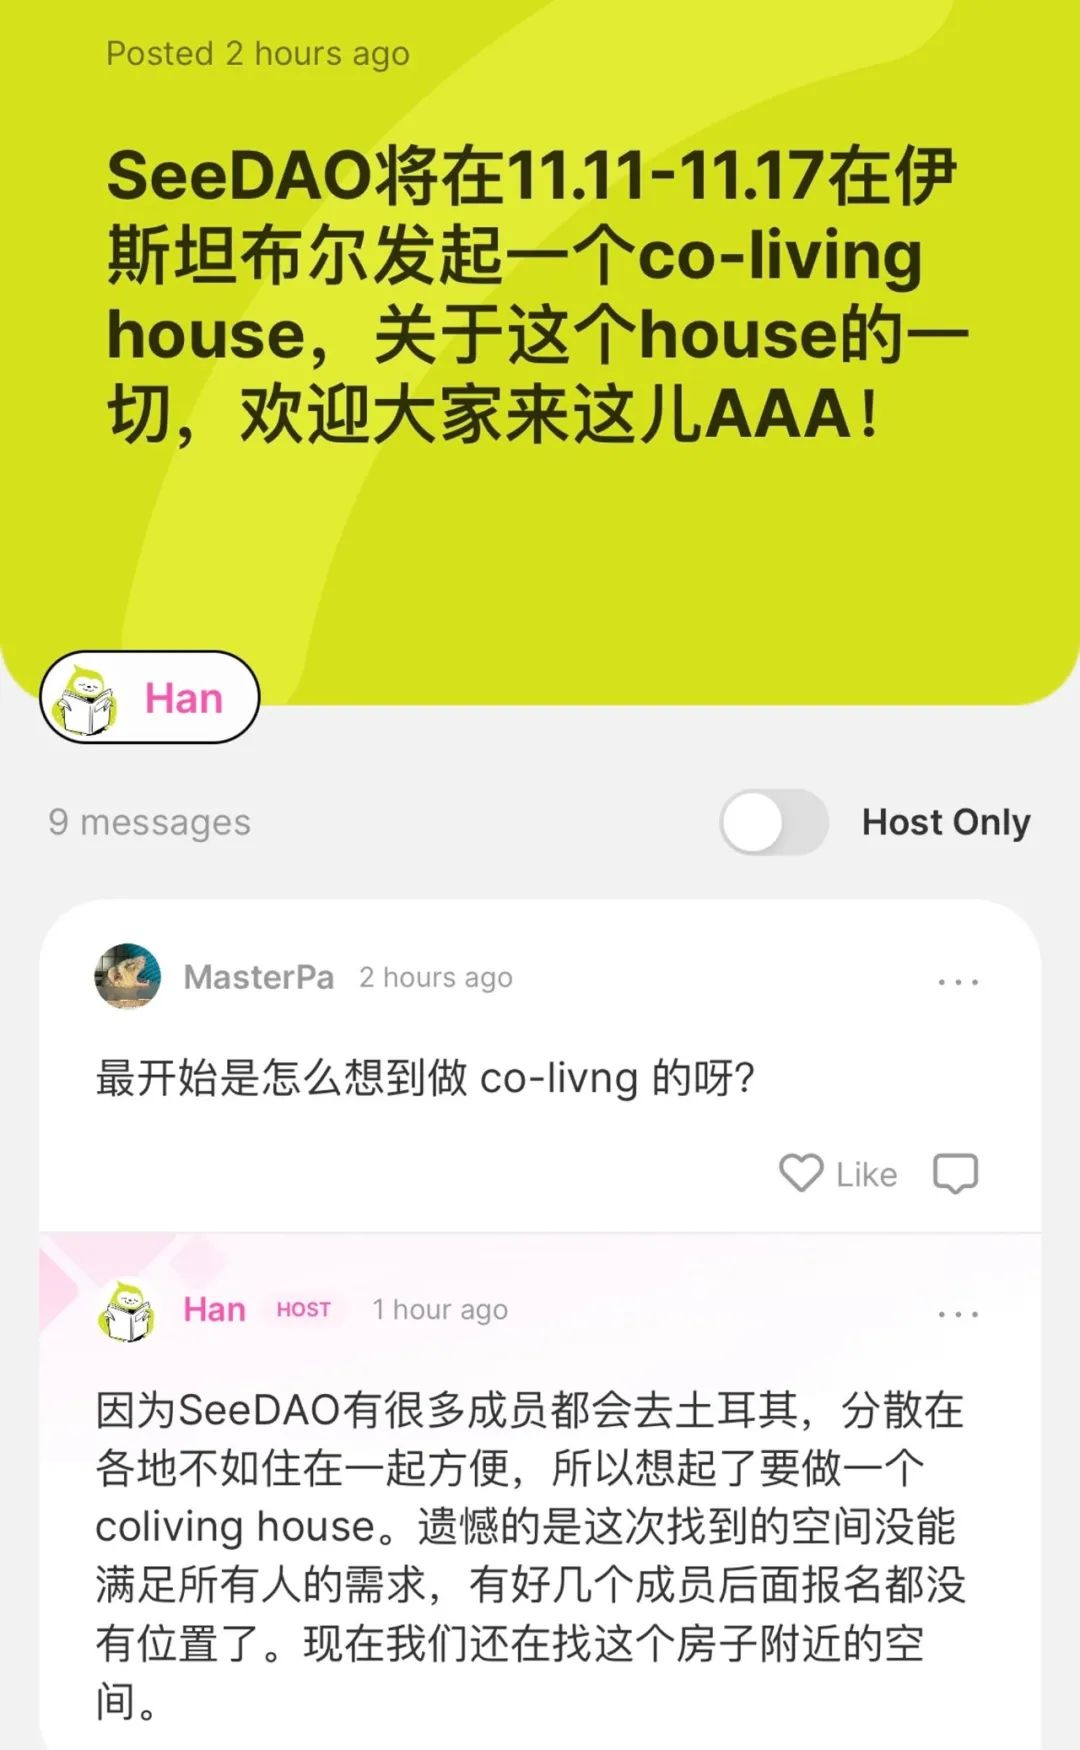 Posted 2 hours ago
SeeDAO将在11.11-11.17在伊
斯坦布尔发起一个co-living
house，关于这个house的一
切，欢迎大家来这儿AAA！
Han
9 messages
Host Only
MasterPa 2 hours ago
最开始是怎么想到做 co-livng 的呀？
Like
Han HOST 1 hour ago
因为SeeDAO有很多成员都会去土耳其，分散在
各地不如住在一起方便，所以想起了要做一个
coliving house。遗憾的是这次找到的空间没能
满足所有人的需求，有好几个成员后面报名都没
有位置了。现在我们还在找这个房子附近的空
间。